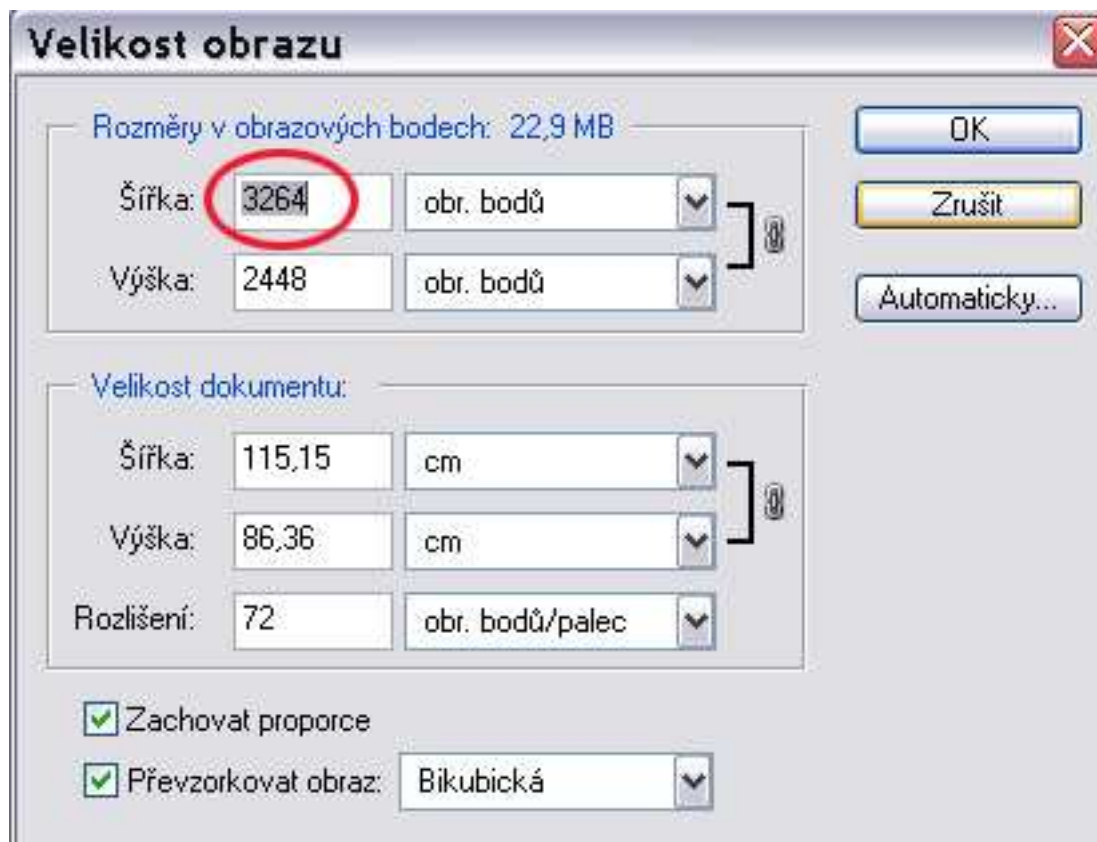 Velikost obrazu
Rozměry v obrazových bodech: 22,9 MB
OK
Šířka: 3264 obr. bodů
Zrušit
Výška: 2448 obr. bodů
Automaticky...
Velikost dokumentu:
Šířka: 115,15 cm
Výška: 86,36 cm
Rozlišení: 72 obr. bodů/palec
Zachovat proporce
Převzorkovat obraz: Bikubická